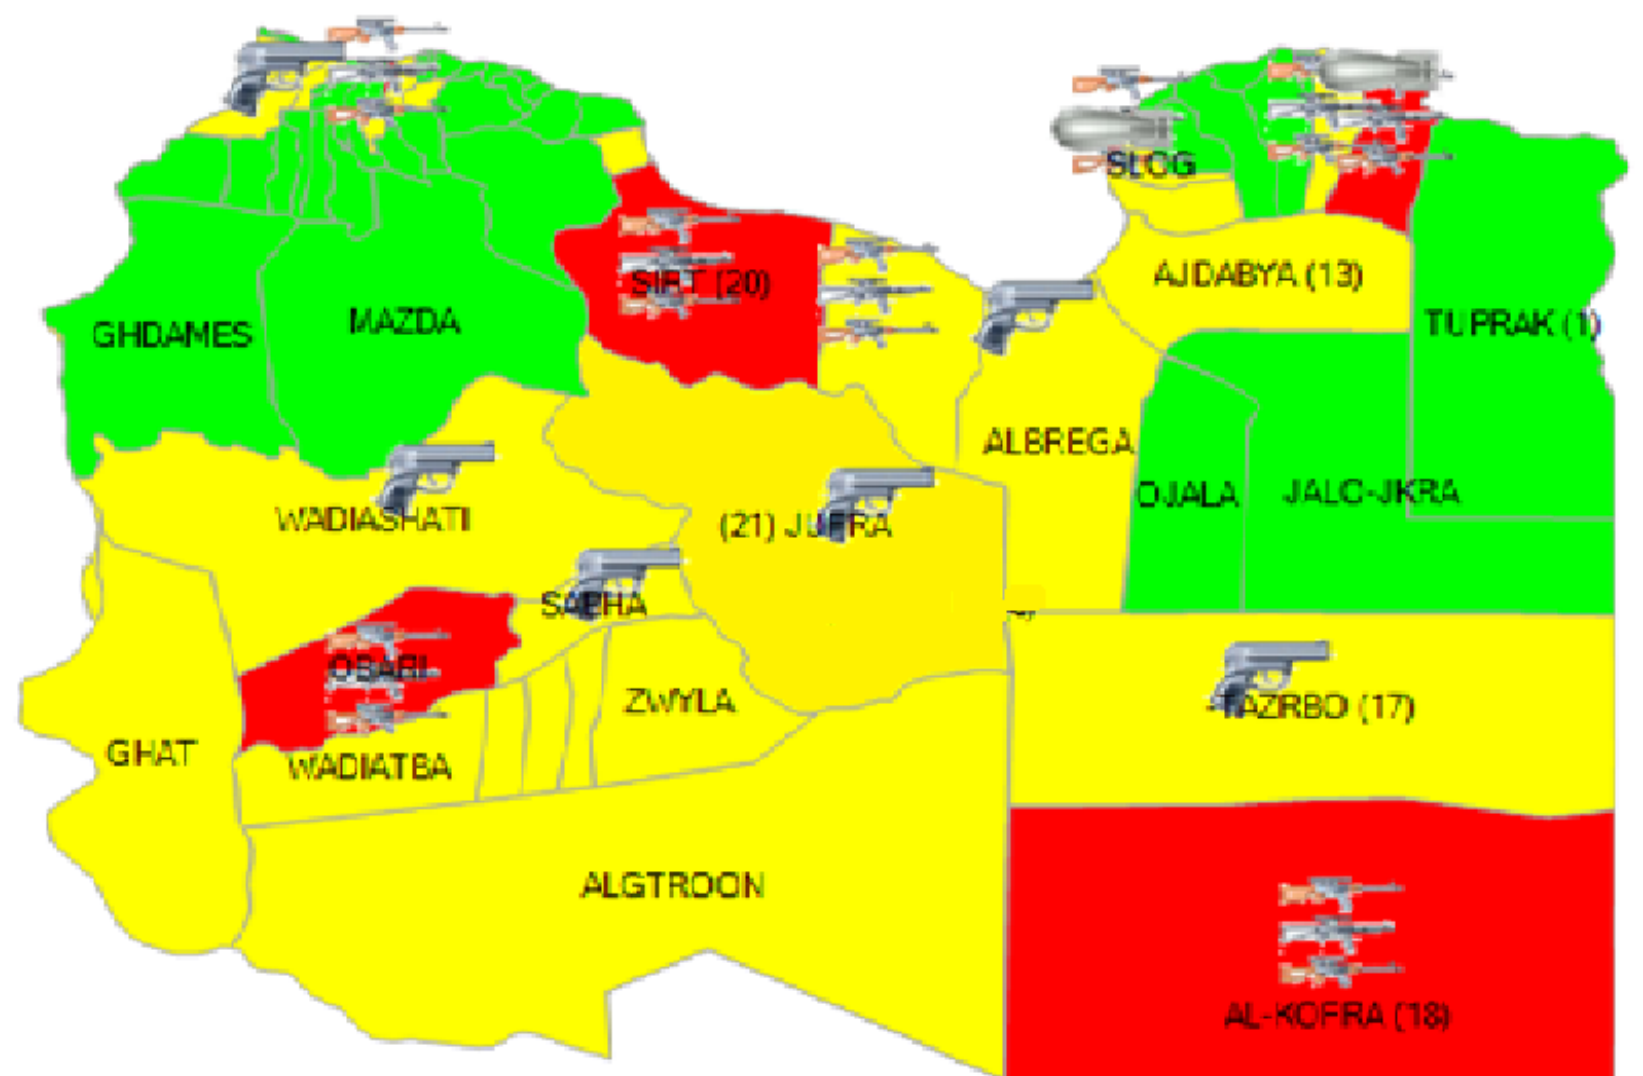 SLOG
AJDABYA (13)
SIRT (20)
MAZDA
GHDAMES
TUPRAK (1)
ALBREGA
OJALA
JALO-JKRA
WADIASHATI
(21) JUFRA
SABHA
OBARI
ZWYLA
TAZRBO (17)
GHAT
WADIATBA
ALGTROON
AL-KOFRA (18)